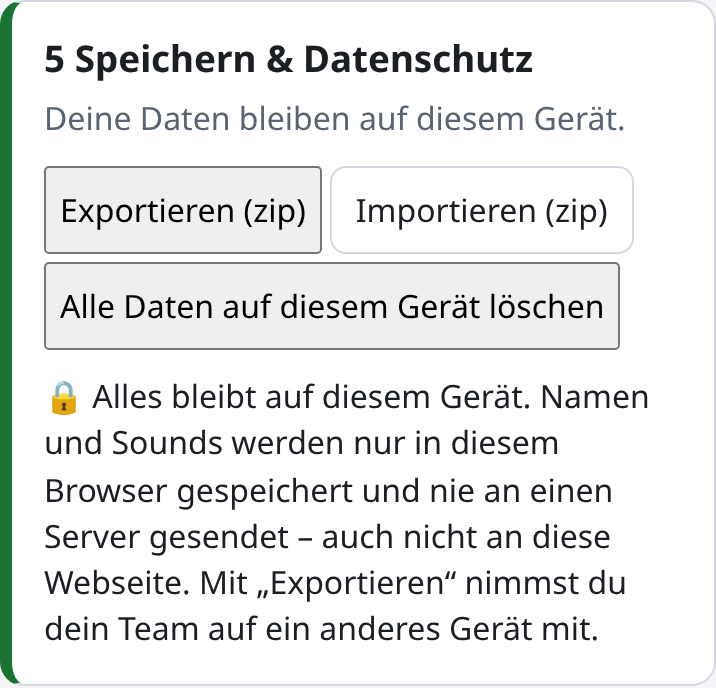 5 Speichern & Datenschutz
Deine Daten bleiben auf diesem Gerät.
Exportieren (zip) Importieren (zip)
Alle Daten auf diesem Gerät löschen
🔒 Alles bleibt auf diesem Gerät. Namen
und Sounds werden nur in diesem
Browser gespeichert und nie an einen
Server gesendet – auch nicht an diese
Webseite. Mit „Exportieren“ nimmst du
dein Team auf ein anderes Gerät mit.